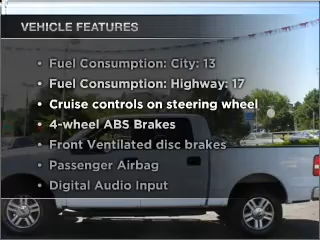 VEHICLE FEATURES
• Fuel Consumption: City: 13
• Fuel Consumption: Highway: 17
• Cruise controls on steering wheel
• 4-wheel ABS Brakes
• Front Ventilated disc brakes
• Passenger Airbag
• Digital Audio Input